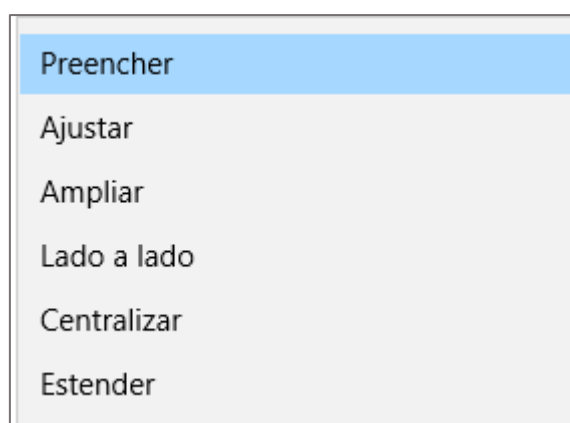 Preencher
Ajustar
Ampliar
Lado a lado
Centralizar
Estender